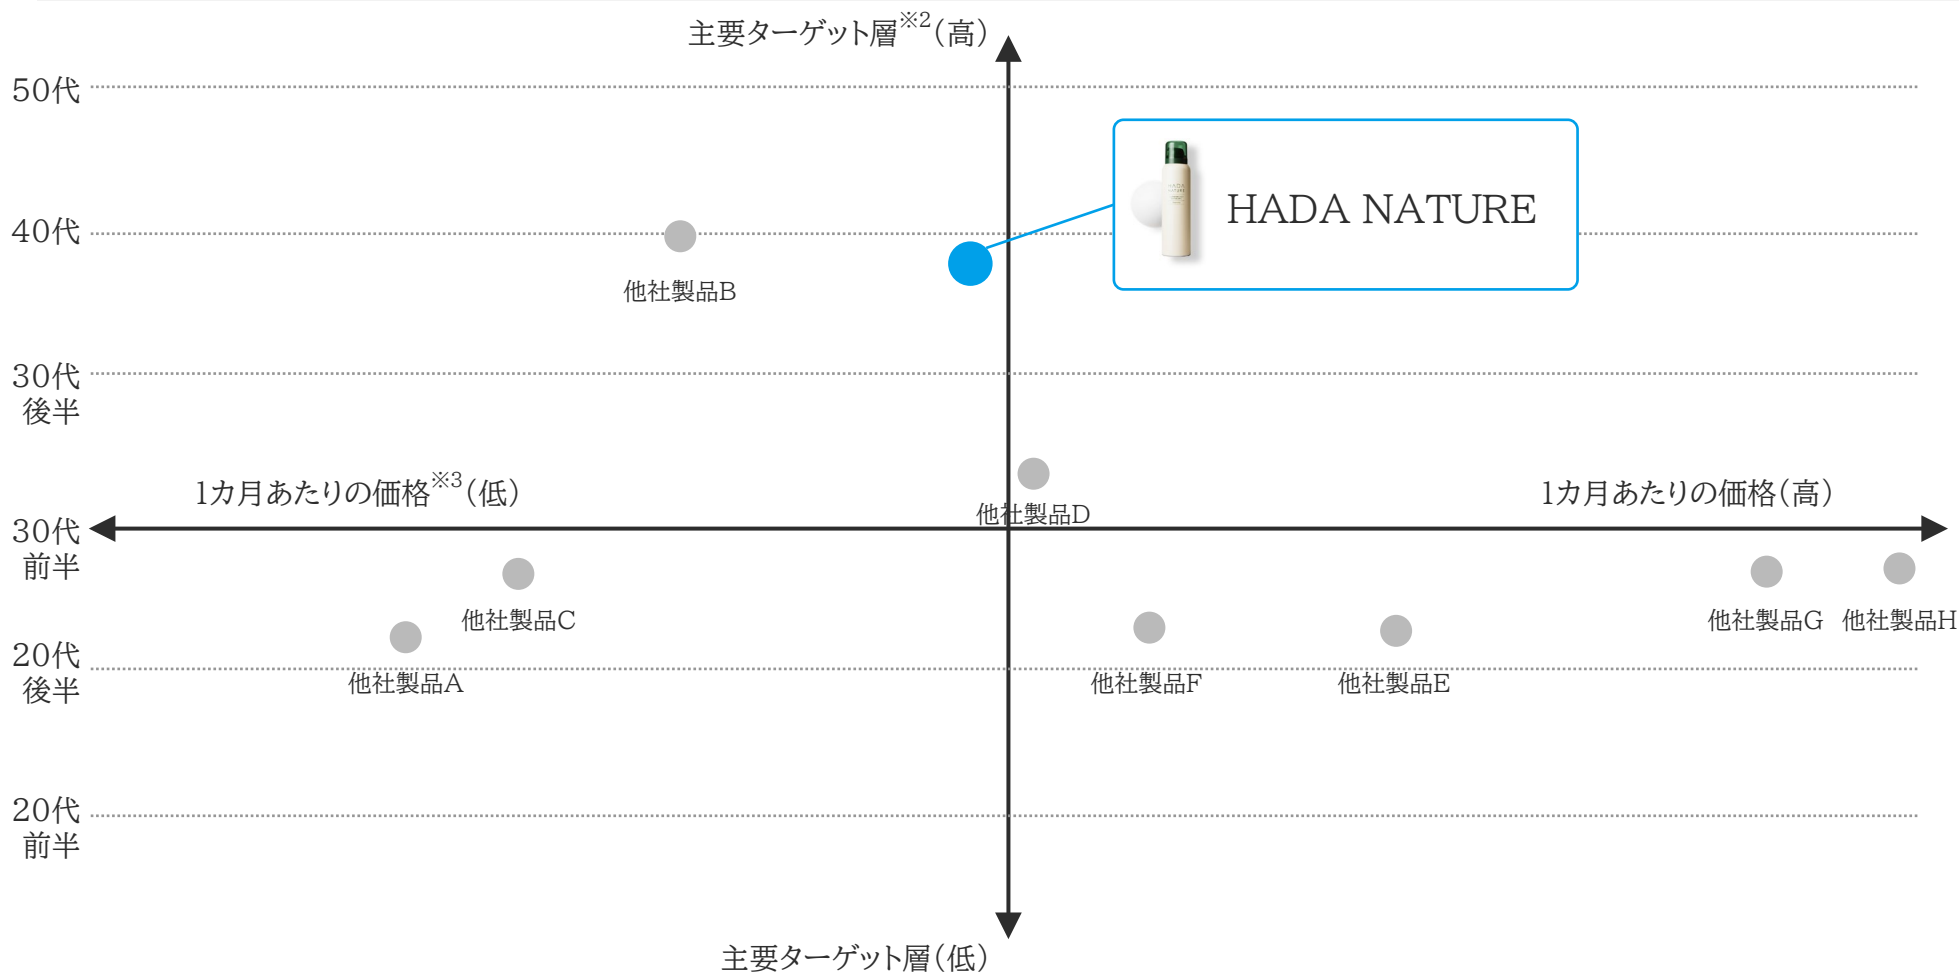 主要ターゲット層※2(高)
50代
HADA NATURE
40代
他社製品B
30代
後半
1カ月あたりの価格※3(低)
1カ月あたりの価格(高)
他社製品D
30代
前半
他社製品C
他社製品G
他社製品H
20代
後半
他社製品A
他社製品F
他社製品E
20代
前半
主要ターゲット層(低)
HADA
NATURE